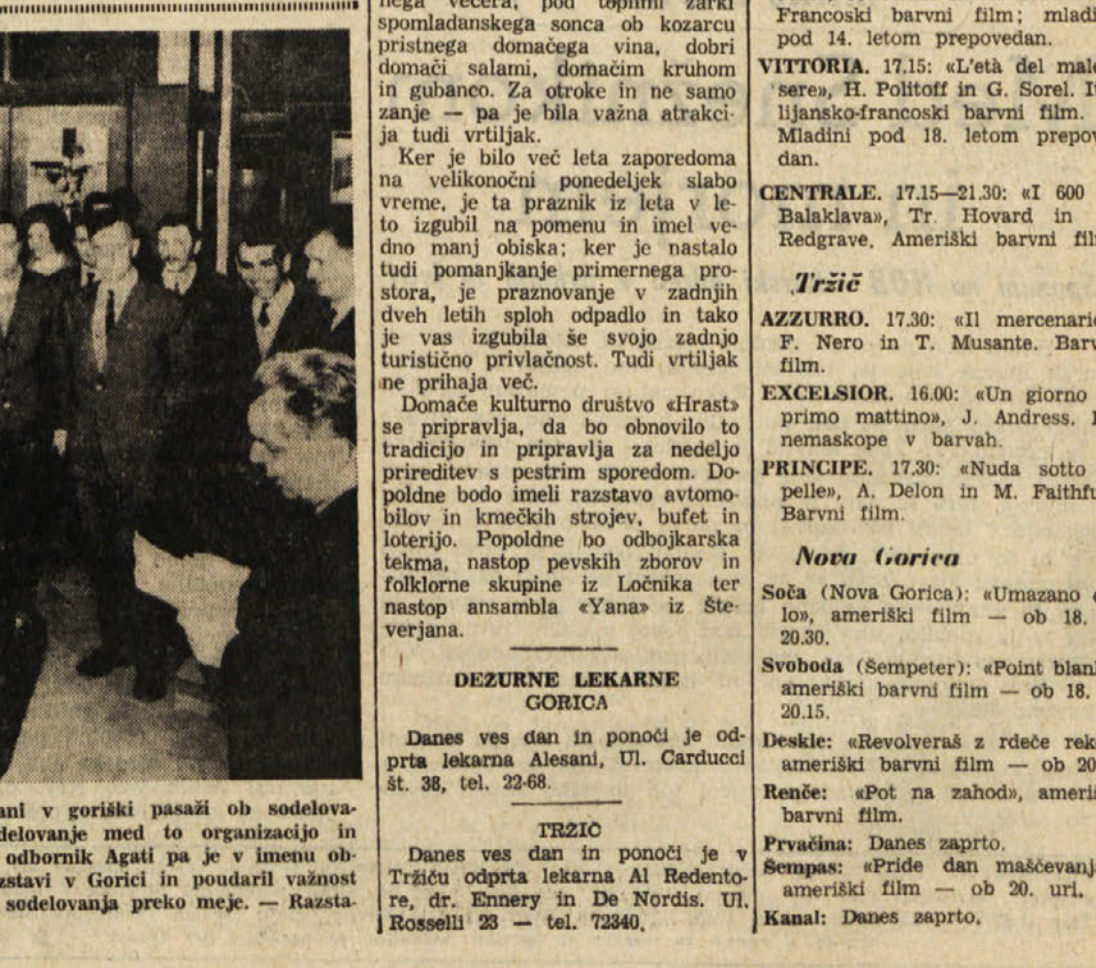 ani v goriški pasaži ob sodelova-
delovanje med to organizacijo in
odbornik Agati pa je v imenu ob-
zstavi v Gorici in poudaril važnost
sodelovanja preko meje. — Razsta-
nega večera, pod toplimi žarki
spomladanskega sonca ob kozarcu
pristnega domačega vina, dobri
domači salami, domačim kruhom
in gubanco. Za otroke in ne samo
zanje — pa je bila važna atrakci-
ja tudi vrtiljak.
Ker je bilo več leta zaporedoma
na velikonočni ponedeljek slabo
vreme, je ta praznik iz leta v le-
to izgubil na pomenu in imel ve-
dno manj obiska; ker je nastalo
tudi pomanjkanje primernega pro-
stora, je praznovanje v zadnjih
dveh letih sploh odpadlo in tako
je vas izgubila še svojo zadnjo
turistično privlačnost. Tudi vrtiljak
ne prihaja več.
Domače kulturno društvo «Hrast»
se pripravlja, da bo obnovilo to
tradicijo in pripravlja za nedeljo
prireditev s pestrim sporedom. Do-
poldne bodo imeli razstavo avtomo-
bilov in kmečkih strojev, bufet in
loterijo. Popoldne bo odbojkarska
tekma, nastop pevskih zborov in
folklorne skupine iz Ločnika ter
nastop ansambla «Yana» iz Šte-
verjana.
DEZURNE LEKARNE
GORICA
Danes ves dan in ponoči je od-
prta lekarna Alesani, Ul. Carducci
št. 38, tel. 22-68.
TRŽIČ
Danes ves dan in ponoči je v
Tržiču odprta lekarna Al Redento-
re, dr. Ennery in De Nordis. Ul.
Rosselli 23 — tel. 72340.
Francoski barvni film; mladi
pod 14. letom prepovedan.
VITTORIA. 17.15: «L'età del male
sere», H. Politoff in G. Sorel. It
lijansko-francoski barvni film.
Mladini pod 18. letom prepov
dan.
CENTRALE. 17.15—21.30: «I 600
Balaklava», Tr. Hovard in
Redgrave. Ameriški barvni fil
Tržič
AZZURRO. 17.30: «Il mercenari
F. Nero in T. Musante. Barv
film.
EXCELSIOR. 16.00: «Un giorno
primo mattino», J. Andress.
nemaskope v barvah.
PRINCIPE. 17.30: «Nuda sotto
pelle», A. Delon in M. Faithfu
Barvni film.
Nova Gorica
Soča (Nova Gorica): «Umazano
lo», ameriški film — ob 18.
20.30.
Svoboda (Šempeter): «Point blank
ameriški barvni film — ob 18.
20.15.
Deskle: «Revolveraš z rdeče rek
ameriški barvni film — ob 20
Renče: «Pot na zahod», ameriš
barvni film.
Prvačina: Danes zaprto.
Šempas: «Pride dan maščevanj
ameriški film — ob 20. uri.
Kanal: Danes zaprto.